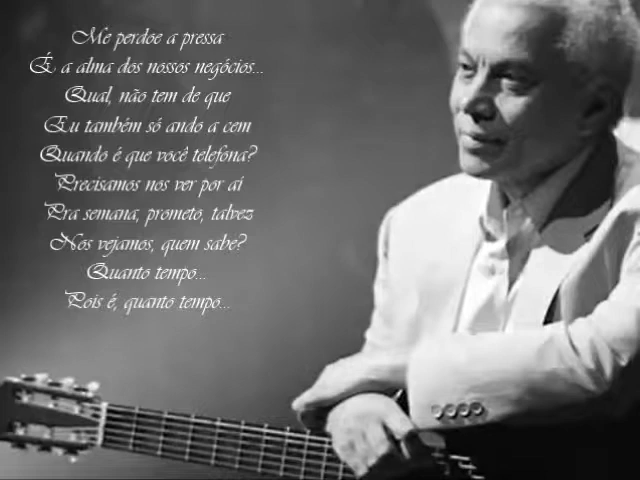 Me perdoe a pressa
É a alma dos nossos negócios...
Qual, não tem de que
Eu também só ando a cem
Quando é que você telefona?
Precisamos nos ver por aí
Pra semana, prometo, talvez
Nos vejamos, quem sabe?
Quanto tempo...
Pois é, quanto tempo...